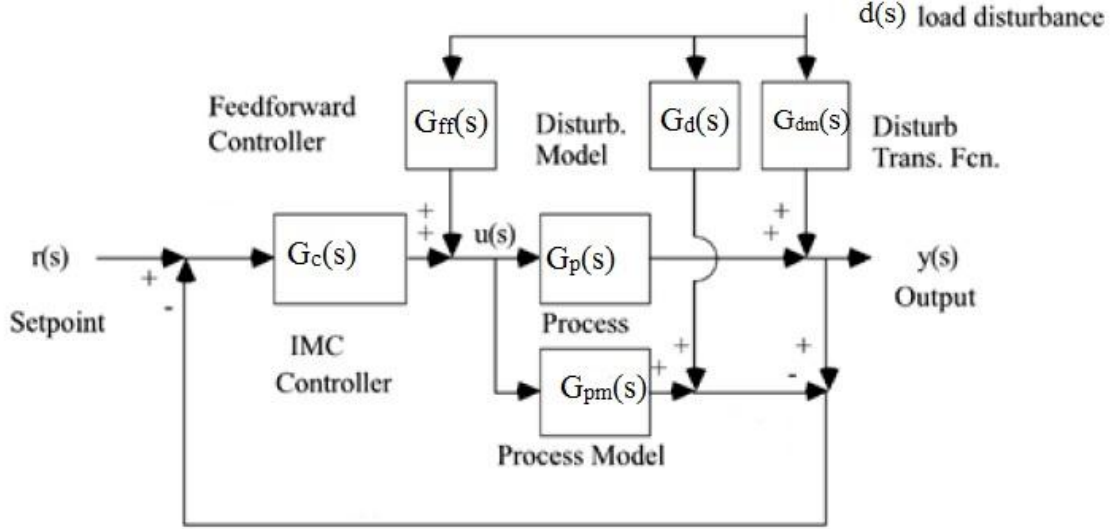 d(s) load disturbance
Feedforward
Controller
Gff(s)
Disturb.
Model
Gd(s)
Gdm(s)
Disturb
Trans. Fcn.
r(s)
Setpoint
+
-
Gc(s)
IMC
Controller
+
+
u(s)
Gp(s)
Process
+
+
y(s)
Output
Gpm(s)
Process Model
+
+
+
-